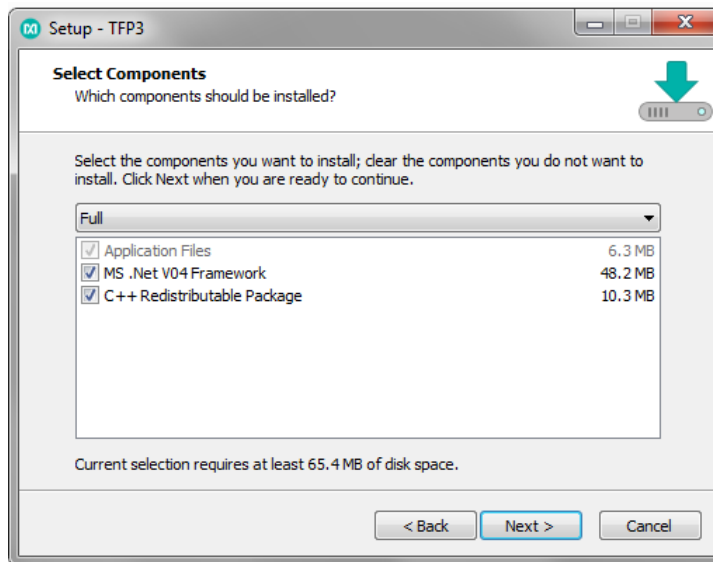 Setup - TFP3
Select Components
Which components should be installed?
Select the components you want to install; clear the components you do not want to
install. Click Next when you are ready to continue.
Full
Application Files 6.3 MB
MS .Net V04 Framework 48.2 MB
C++ Redistributable Package 10.3 MB
Current selection requires at least 65.4 MB of disk space.
< Back Next > Cancel